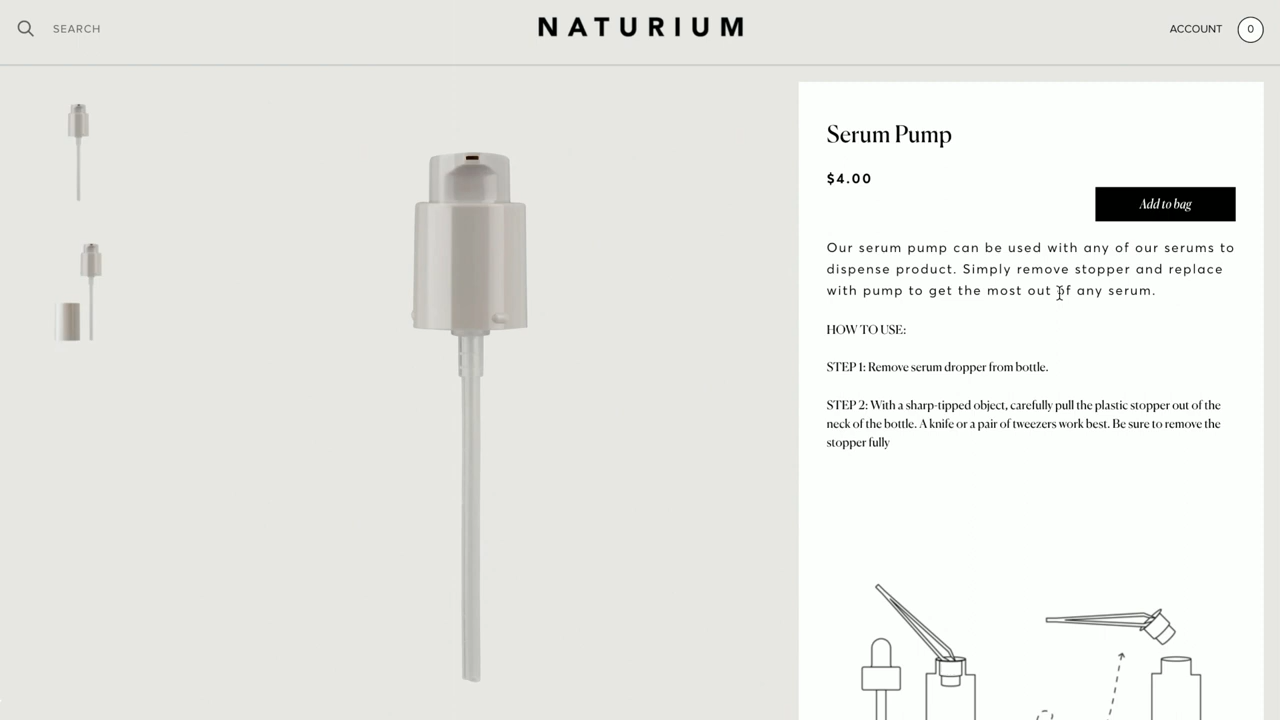 SEARCH
NATURIUM
ACCOUNT 0
Serum Pump
$4.00
Add to bag
Our serum pump can be used with any of our serums to
dispense product. Simply remove stopper and replace
with pump to get the most out of any serum.
HOW TO USE:
STEP 1: Remove serum dropper from bottle.
STEP 2: With a sharp-tipped object, carefully pull the plastic stopper out of the
neck of the bottle. A knife or a pair of tweezers work best. Be sure to remove the
stopper fully